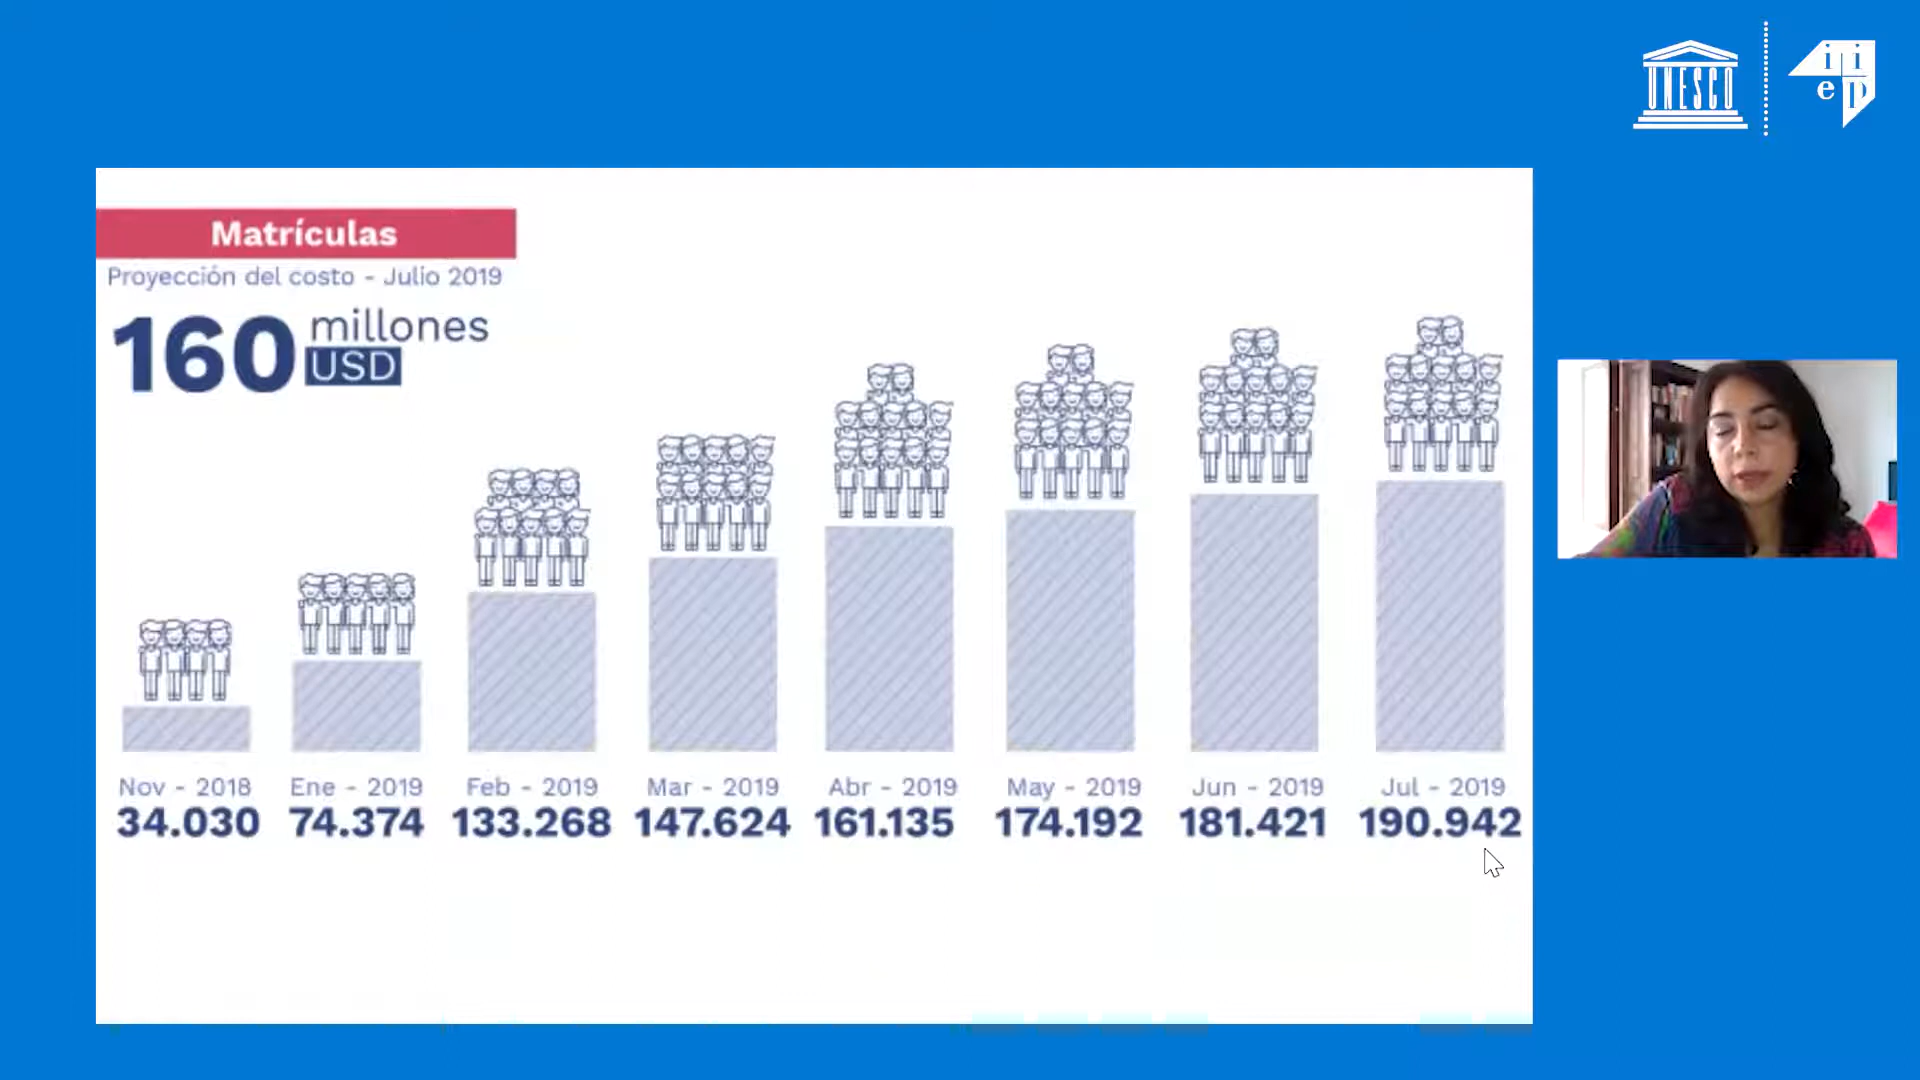 UNESCO
iiep
Matrículas
Proyección del costo - Julio 2019
160 millones USD
Nov - 2018
34.030
Ene - 2019
74.374
Feb - 2019
133.268
Mar - 2019
147.624
Abr - 2019
161.135
May - 2019
174.192
Jun - 2019
181.421
Jul - 2019
190.942